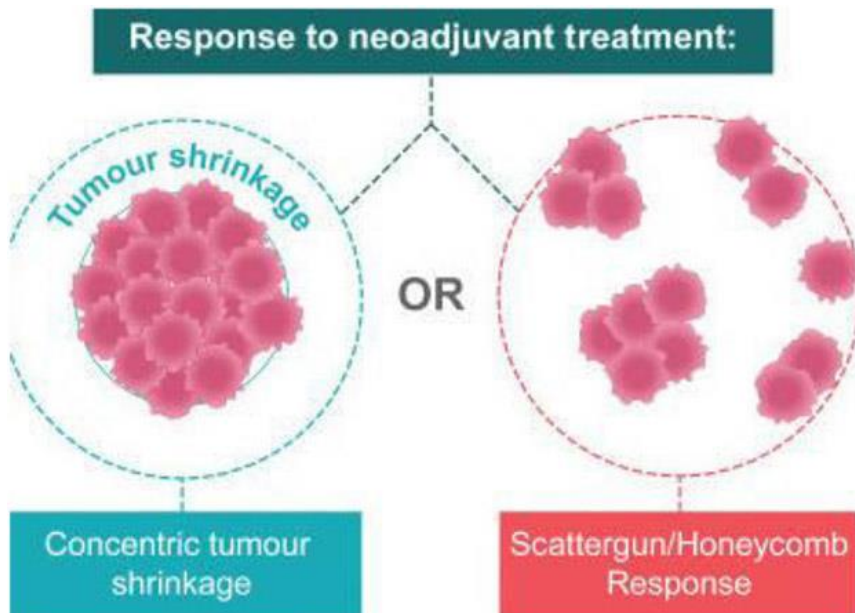 Response to neoadjuvant treatment:
Tumour shrinkage
OR
Concentric tumour
shrinkage
Scattergun/Honeycomb
Response